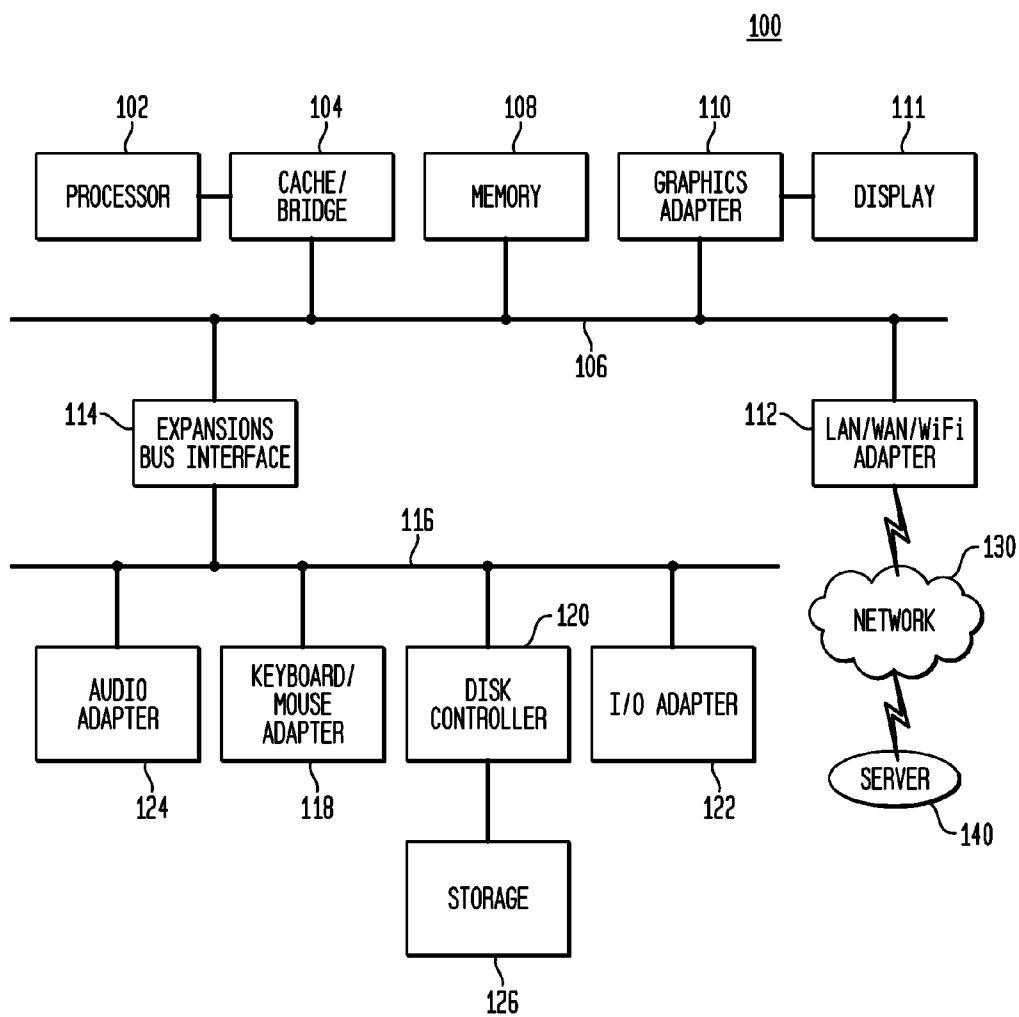 100
102
104
108
110
111
PROCESSOR
CACHE/
BRIDGE
MEMORY
GRAPHICS
ADAPTER
DISPLAY
106
114
EXPANSIONS
BUS INTERFACE
112
LAN/WAN/WiFi
ADAPTER
116
130
NETWORK
120
AUDIO
ADAPTER
KEYBOARD/
MOUSE
ADAPTER
DISK
CONTROLLER
I/O ADAPTER
124
118
122
SERVER
140
STORAGE
126